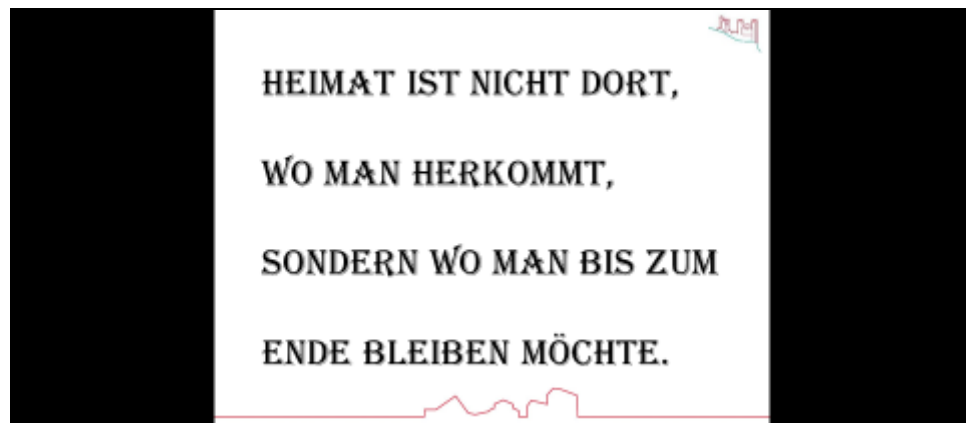 HEIMAT IST NICHT DORT,
WO MAN HERKOMMT,
SONDERN WO MAN BIS ZUM
ENDE BLEIBEN MÖCHTE.